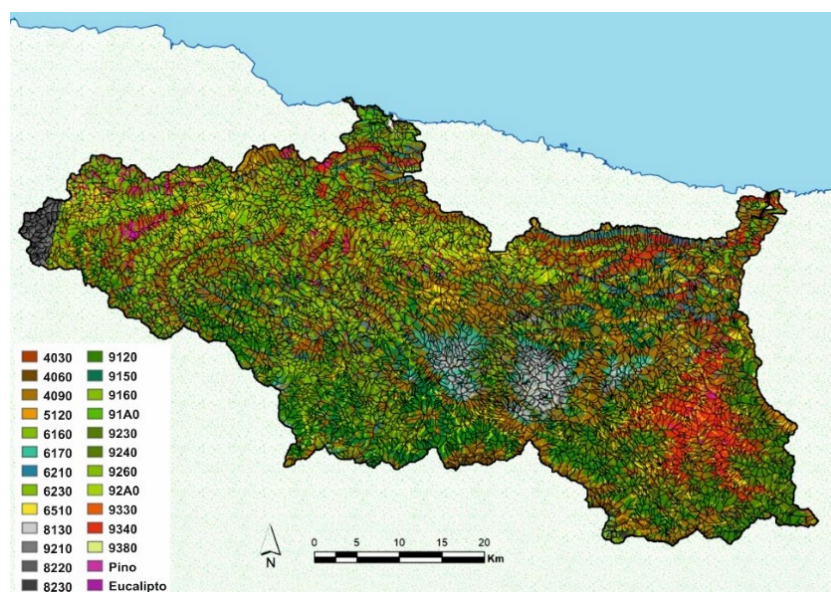 4030 9120
4060 9150
4090 9160
5120 91A0
6160 9230
6170 9240
6210 9260
6230 92A0
6510 9330
8130 9340
9210 9380
8220 Pino
8230 Eucalipto
N
0 5 10 15 20
Km